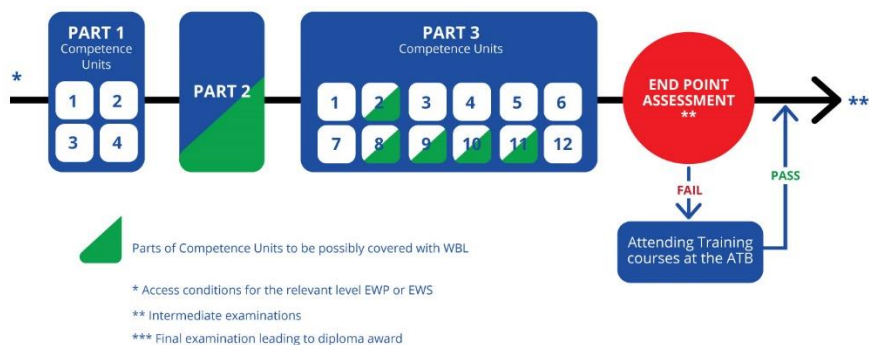 PART 1
Competence
Units
1 2
3 4
PART 2
PART 3
Competence Units
1 2 3 4 5 6
7 8 9 10 11 12
*
END POINT
ASSESSMENT
**
**
FAIL
PASS
Attending Training
courses at the ATB
Parts of Competence Units to be possibly covered with WBL
* Access conditions for the relevant level EWP or EWS
** Intermediate examinations
*** Final examination leading to diploma award